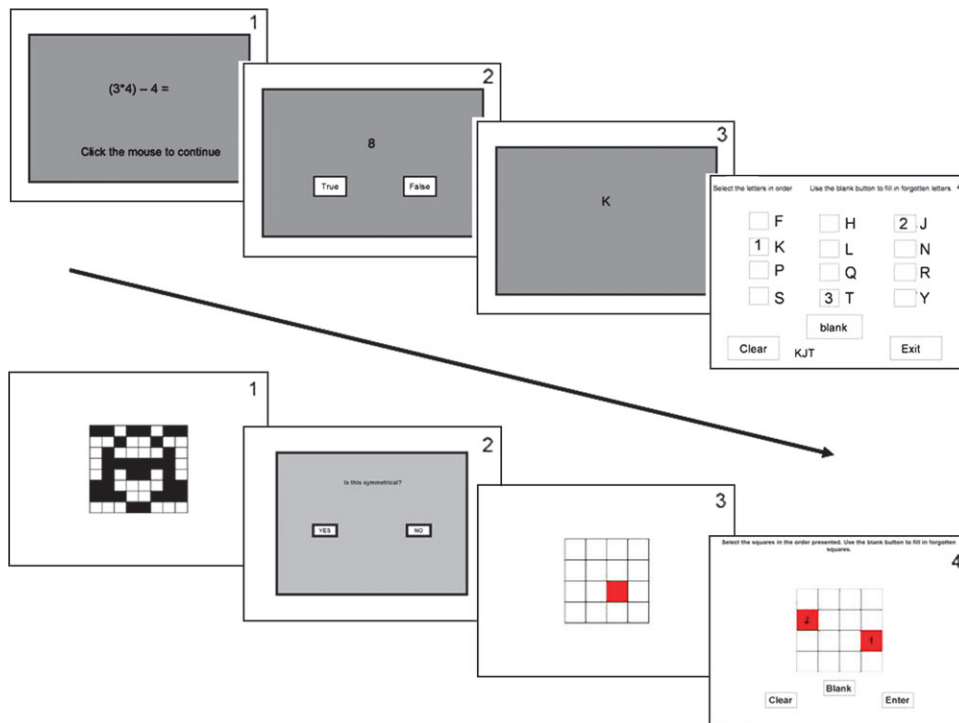 1
(3*4) – 4 =
Click the mouse to continue
2
8
True False
3
K
Select the letters in order Use the blank button to fill in forgotten letters
F H 2 J
1 K L N
P Q R
S 3 T Y
blank
Clear KJT Exit
1
2
Is this symmetrical?
YES NO
3
Select the squares in the order presented. Use the blank button to fill in forgotten
squares.
4
2
1
Blank
Clear Enter